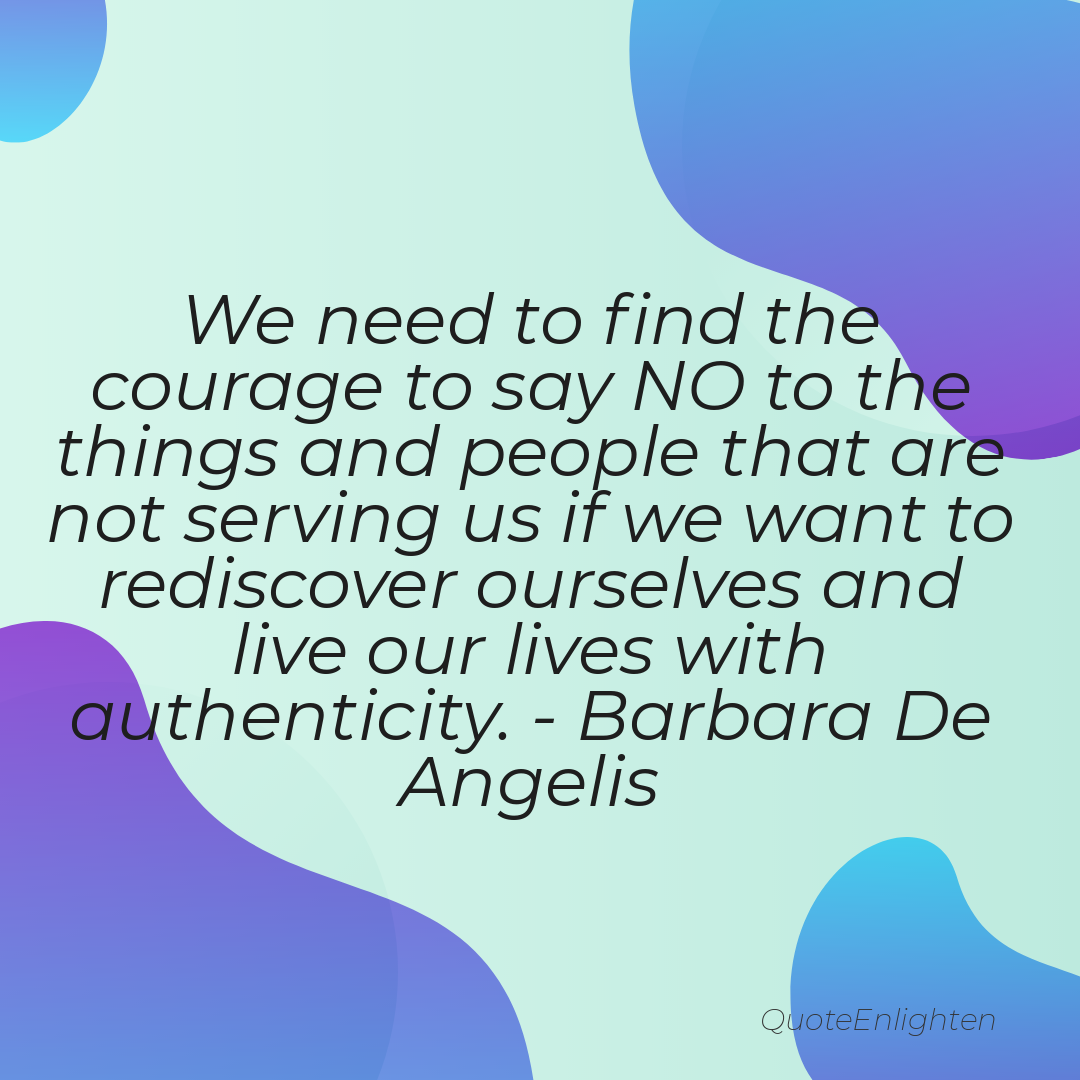 We need to find the
courage to say NO to the
things and people that are
not serving us if we want to
rediscover ourselves and
live our lives with
authenticity. - Barbara De
Angelis
QuoteEnlighten